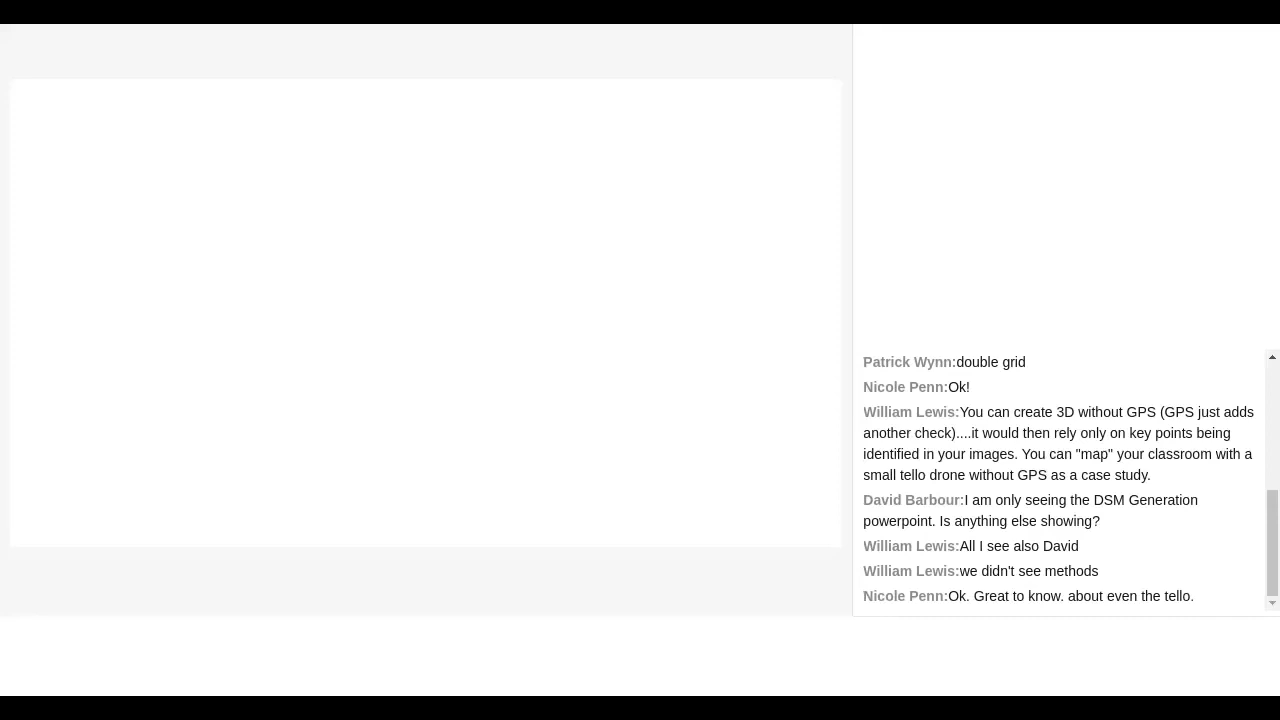 Patrick Wynn:double grid
Nicole Penn:Ok!
William Lewis:You can create 3D without GPS (GPS just adds
another check)....it would then rely only on key points being
identified in your images. You can "map" your classroom with a
small tello drone without GPS as a case study.
David Barbour:I am only seeing the DSM Generation
powerpoint. Is anything else showing?
William Lewis:All I see also David
William Lewis:we didn't see methods
Nicole Penn:Ok. Great to know. about even the tello.